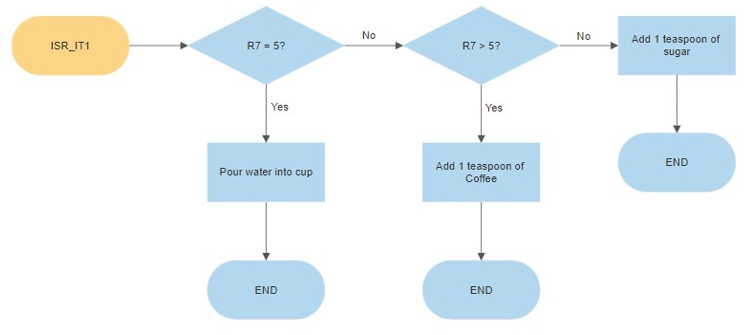 ISR_IT1
R7 = 5?
No
R7 > 5?
No
Add 1 teaspoon of
sugar
Yes
Yes
Pour water into cup
Add 1 teaspoon of
Coffee
END
END
END